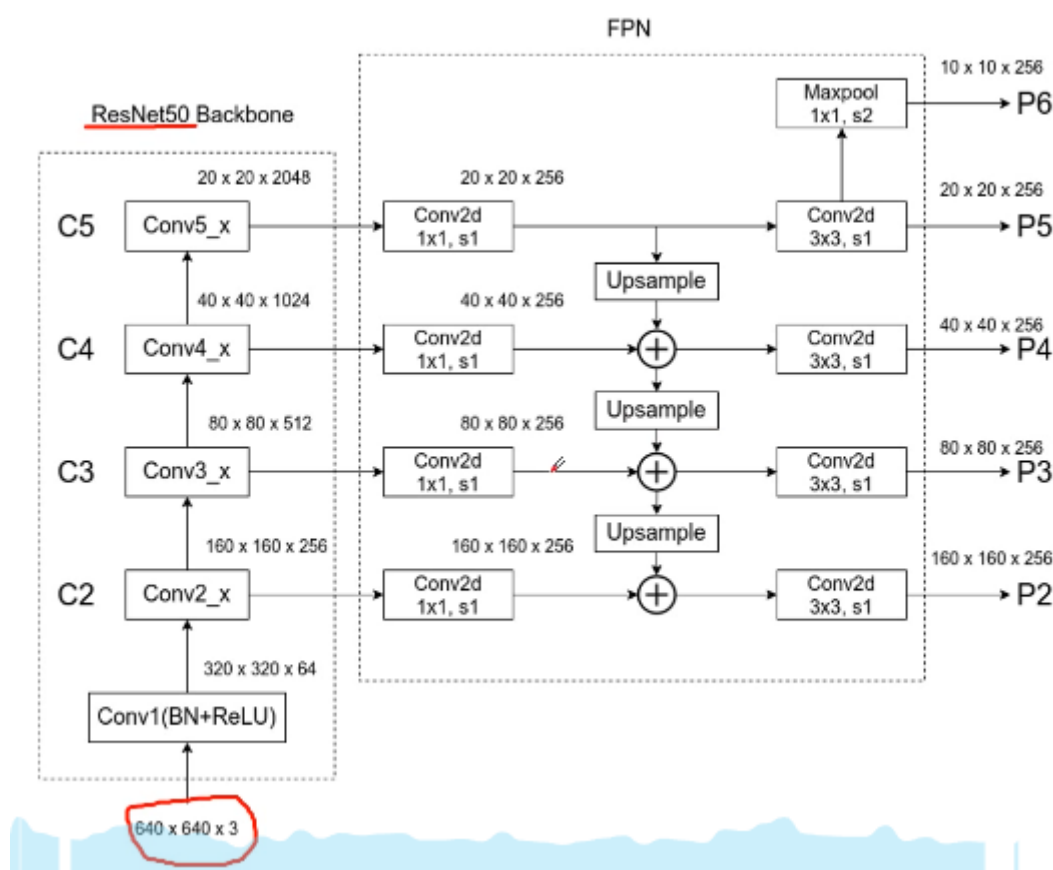 FPN
10 x 10 x 256
Maxpool
1x1, s2
P6
ResNet50 Backbone
20 x 20 x 2048
20 x 20 x 256
20 x 20 x 256
C5
Conv5_x
Conv2d
1x1, s1
Conv2d
3x3, s1
P5
Upsample
40 x 40 x 1024
40 x 40 x 256
40 x 40 x 256
C4
Conv4_x
Conv2d
1x1, s1
Conv2d
3x3, s1
P4
Upsample
80 x 80 x 512
80 x 80 x 256
80 x 80 x 256
C3
Conv3_x
Conv2d
1x1, s1
Conv2d
3x3, s1
P3
Upsample
160 x 160 x 256
160 x 160 x 256
160 x 160 x 256
C2
Conv2_x
Conv2d
1x1, s1
Conv2d
3x3, s1
P2
320 x 320 x 64
Conv1(BN+ReLU)
640 x 640 x 3